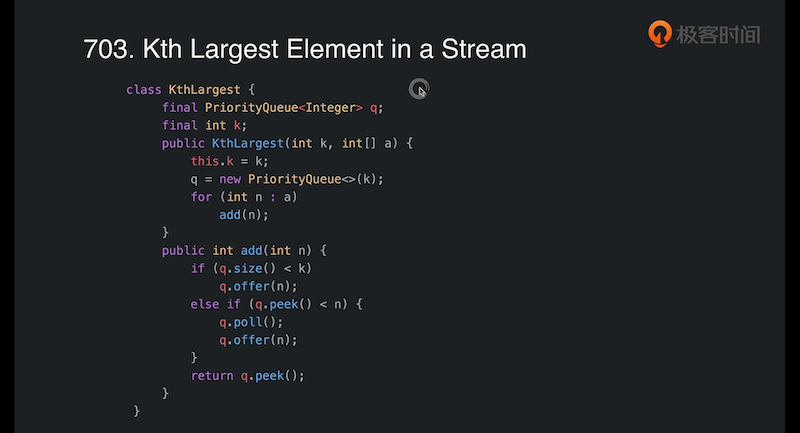 极客时间
703. Kth Largest Element in a Stream
class KthLargest {
final PriorityQueue<Integer> q;
final int k;
public KthLargest(int k, int[] a) {
this.k = k;
q = new PriorityQueue<>(k);
for (int n : a)
add(n);
}
public int add(int n) {
if (q.size() < k)
q.offer(n);
else if (q.peek() < n) {
q.poll();
q.offer(n);
}
return q.peek();
}
}